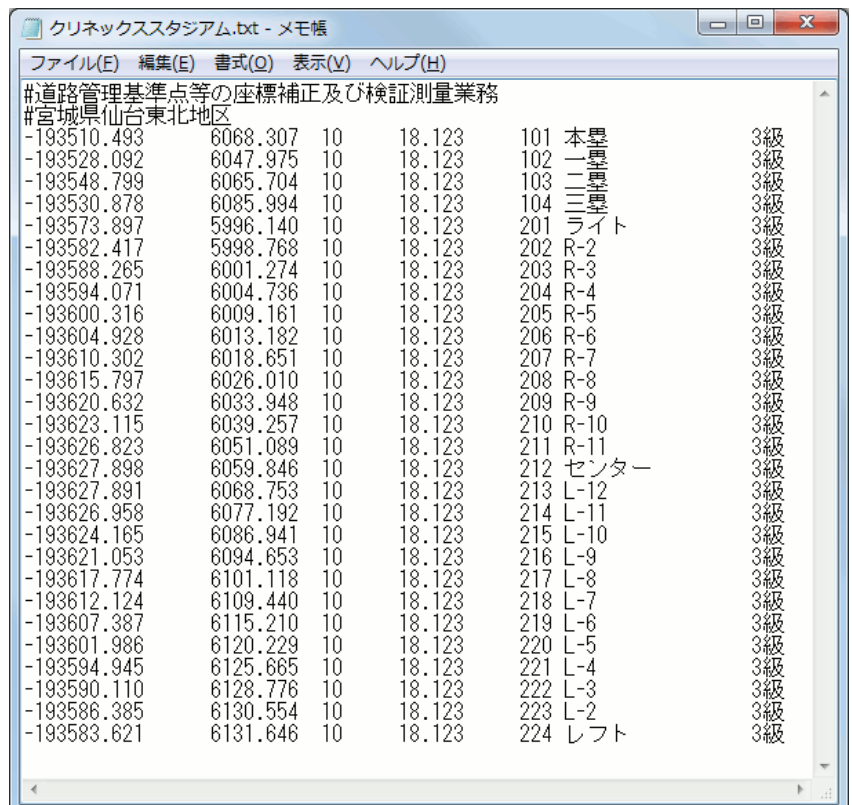 クリネックススタジアム.txt - メモ帳
ファイル(F) 編集(E) 書式(O) 表示(V) ヘルプ(H)
#道路管理基準点等の座標補正及び検証測量業務
#宮城県仙台東北地区
-193510.493 6068.307 10 18.123 101 本塁 3級
-193528.092 6047.975 10 18.123 102 一塁 3級
-193548.799 6065.704 10 18.123 103 二塁 3級
-193530.878 6085.994 10 18.123 104 三塁 3級
-193573.897 5996.140 10 18.123 201 ライト 3級
-193582.417 5998.768 10 18.123 202 R-2 3級
-193588.265 6001.274 10 18.123 203 R-3 3級
-193594.071 6004.736 10 18.123 204 R-4 3級
-193600.316 6009.161 10 18.123 205 R-5 3級
-193604.928 6013.182 10 18.123 206 R-6 3級
-193610.302 6018.651 10 18.123 207 R-7 3級
-193615.797 6026.010 10 18.123 208 R-8 3級
-193620.632 6033.948 10 18.123 209 R-9 3級
-193623.115 6039.257 10 18.123 210 R-10 3級
-193626.823 6051.089 10 18.123 211 R-11 3級
-193627.898 6059.846 10 18.123 212 センター 3級
-193627.891 6068.753 10 18.123 213 L-12 3級
-193626.958 6077.192 10 18.123 214 L-11 3級
-193624.165 6086.941 10 18.123 215 L-10 3級
-193621.053 6094.653 10 18.123 216 L-9 3級
-193617.774 6101.118 10 18.123 217 L-8 3級
-193612.124 6109.440 10 18.123 218 L-7 3級
-193607.387 6115.210 10 18.123 219 L-6 3級
-193601.986 6120.229 10 18.123 220 L-5 3級
-193594.945 6125.665 10 18.123 221 L-4 3級
-193590.110 6128.776 10 18.123 222 L-3 3級
-193586.385 6130.554 10 18.123 223 L-2 3級
-193583.621 6131.646 10 18.123 224 レフト 3級